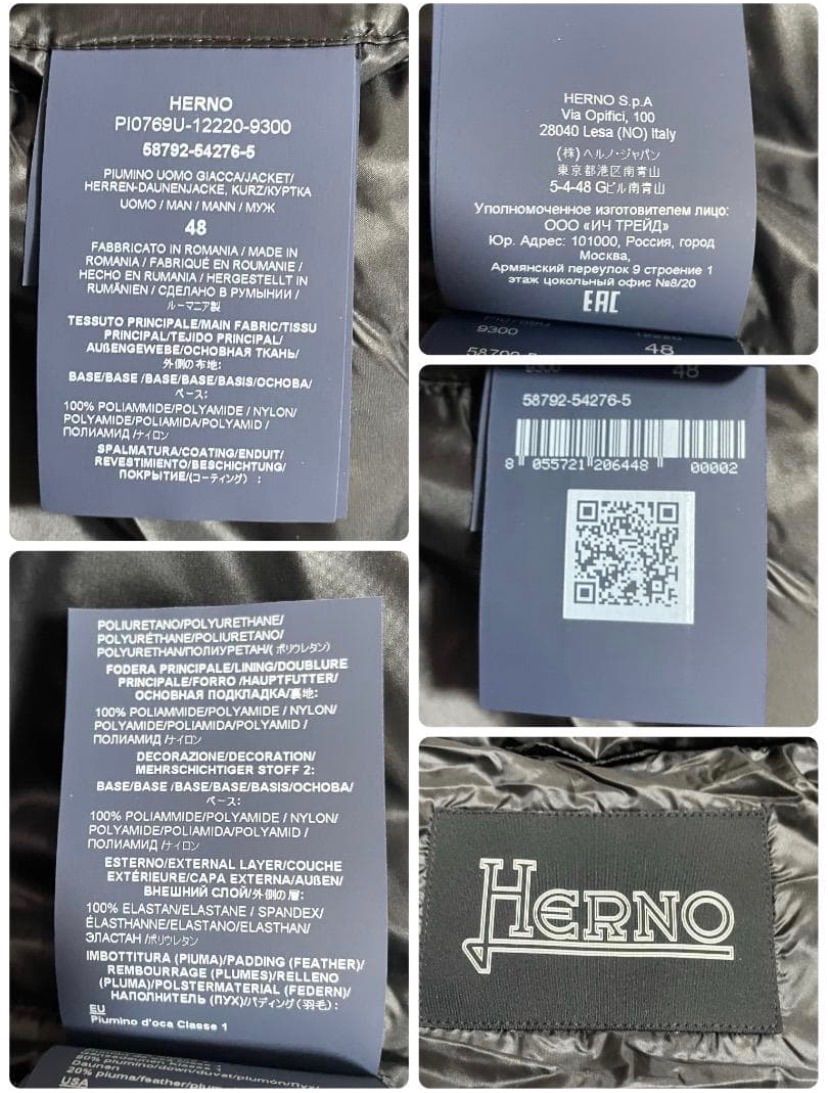 HERNO
PI0769U-12220-9300
58792-54276-5
PIUMINO UOMO GIACCA/JACKET/
HERREN-DAUNENJACKE, KURZ/КУРТКА
UOMO / MAN / MANN / МУЖ
48
FABBRICATO IN ROMANIA / MADE IN
ROMANIA / FABRIQUÉ EN ROUMANIE /
HECHO EN RUMANIA / HERGESTELLT IN
RUMÄNIEN / СДЕЛАНО В РУМЫНИИ /
ルーマニア製
TESSUTO PRINCIPALE/MAIN FABRIC/TISSU
PRINCIPAL/TEJIDO PRINCIPAL/
AUßENGEWEBE/ОСНОВНАЯ ТКАНЬ/
外側の布地:
BASE/BASE /BASE/BASE/BASIS/ОСНОВА/
ベース:
100% POLIAMMIDE/POLYAMIDE / NYLON/
POLYAMIDE/POLIAMIDA/POLYAMID /
ПОЛИАМИД /ナイロン
SPALMATURA/COATING/ENDUIT/
REVESTIMIENTO/BESCHICHTUNG/
ПОКРЫТИЕ/(コーティング) :
HERNO S.p.A
Via Opifici, 100
28040 Lesa (NO) Italy
(株) ヘルノ・ジャパン
東京都港区南青山
5-4-48 Gビル南青山
Уполномоченное изготовителем лицо:
ООО «ИЧ ТРЕЙД»
Юр. Адрес: 101000, Россия, город
Москва,
Армянский переулок 9 строение 1
этаж цокольный офис №8/20
EAC
9300
48
58792-5
48
58792-54276-5
8 055721 206448 00002
POLIURETANO/POLYURETHANE/
POLYURÉTHANE/POLIURETANO/
POLYURETHAN/ПОЛИУРЕТАН/( ポリウレタン)
FODERA PRINCIPALE/LINING/DOUBLURE
PRINCIPALE/FORRO /HAUPTFUTTER/
ОСНОВНАЯ ПОДКЛАДКА/裏地:
100% POLIAMMIDE/POLYAMIDE / NYLON/
POLYAMIDE/POLIAMIDA/POLYAMID /
ПОЛИАМИД /ナイロン
DECORAZIONE/DECORATION/
MEHRSCHICHTIGER STOFF 2:
BASE/BASE /BASE/BASE/BASIS/ОСНОВА/
ベース:
100% POLIAMMIDE/POLYAMIDE / NYLON/
POLYAMIDE/POLIAMIDA/POLYAMID /
ПОЛИАМИД /ナイロン
ESTERNO/EXTERNAL LAYER/COUCHE
EXTÉRIEURE/CAPA EXTERNA/AUßEN/
ВНЕШНИЙ СЛОЙ/外側の層:
100% ELASTAN/ELASTANE / SPANDEX/
ÉLASTHANNE/ELASTANO/ELASTHAN/
ЭЛАСТАН /ポリウレタン
IMBOTTITURA (PIUMA)/PADDING (FEATHER)/
REMBOURRAGE (PLUMES)/RELLENO
(PLUMA)/POLSTERMATERIAL (FEDERN)/
НАПОЛНИТЕЛЬ (ПУХ)/パディング (羽毛) :
EU
Piumino d'oca Classe 1
Daunen
20% piuma/feather/
USA
HERNO